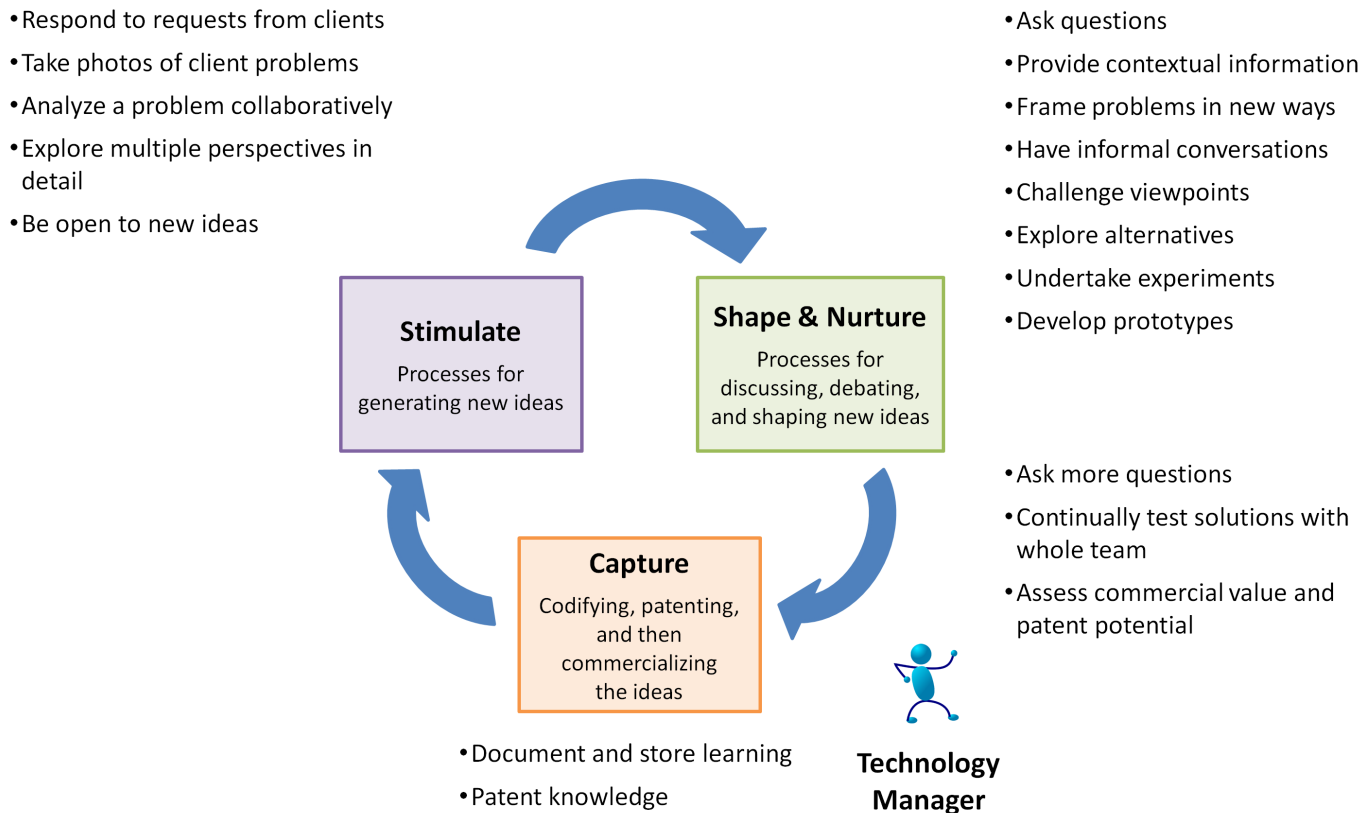 •Respond to requests from clients
•Take photos of client problems
•Analyze a problem collaboratively
•Explore multiple perspectives in
detail
•Be open to new ideas
•Ask questions
•Provide contextual information
•Frame problems in new ways
•Have informal conversations
•Challenge viewpoints
•Explore alternatives
•Undertake experiments
•Develop prototypes
Stimulate
Processes for
generating new ideas
Shape & Nurture
Processes for
discussing, debating,
and shaping new ideas
•Ask more questions
•Continually test solutions with
whole team
•Assess commercial value and
patent potential
Capture
Codifying, patenting,
and then
commercializing
the ideas
•Document and store learning
•Patent knowledge
Technology
Manager